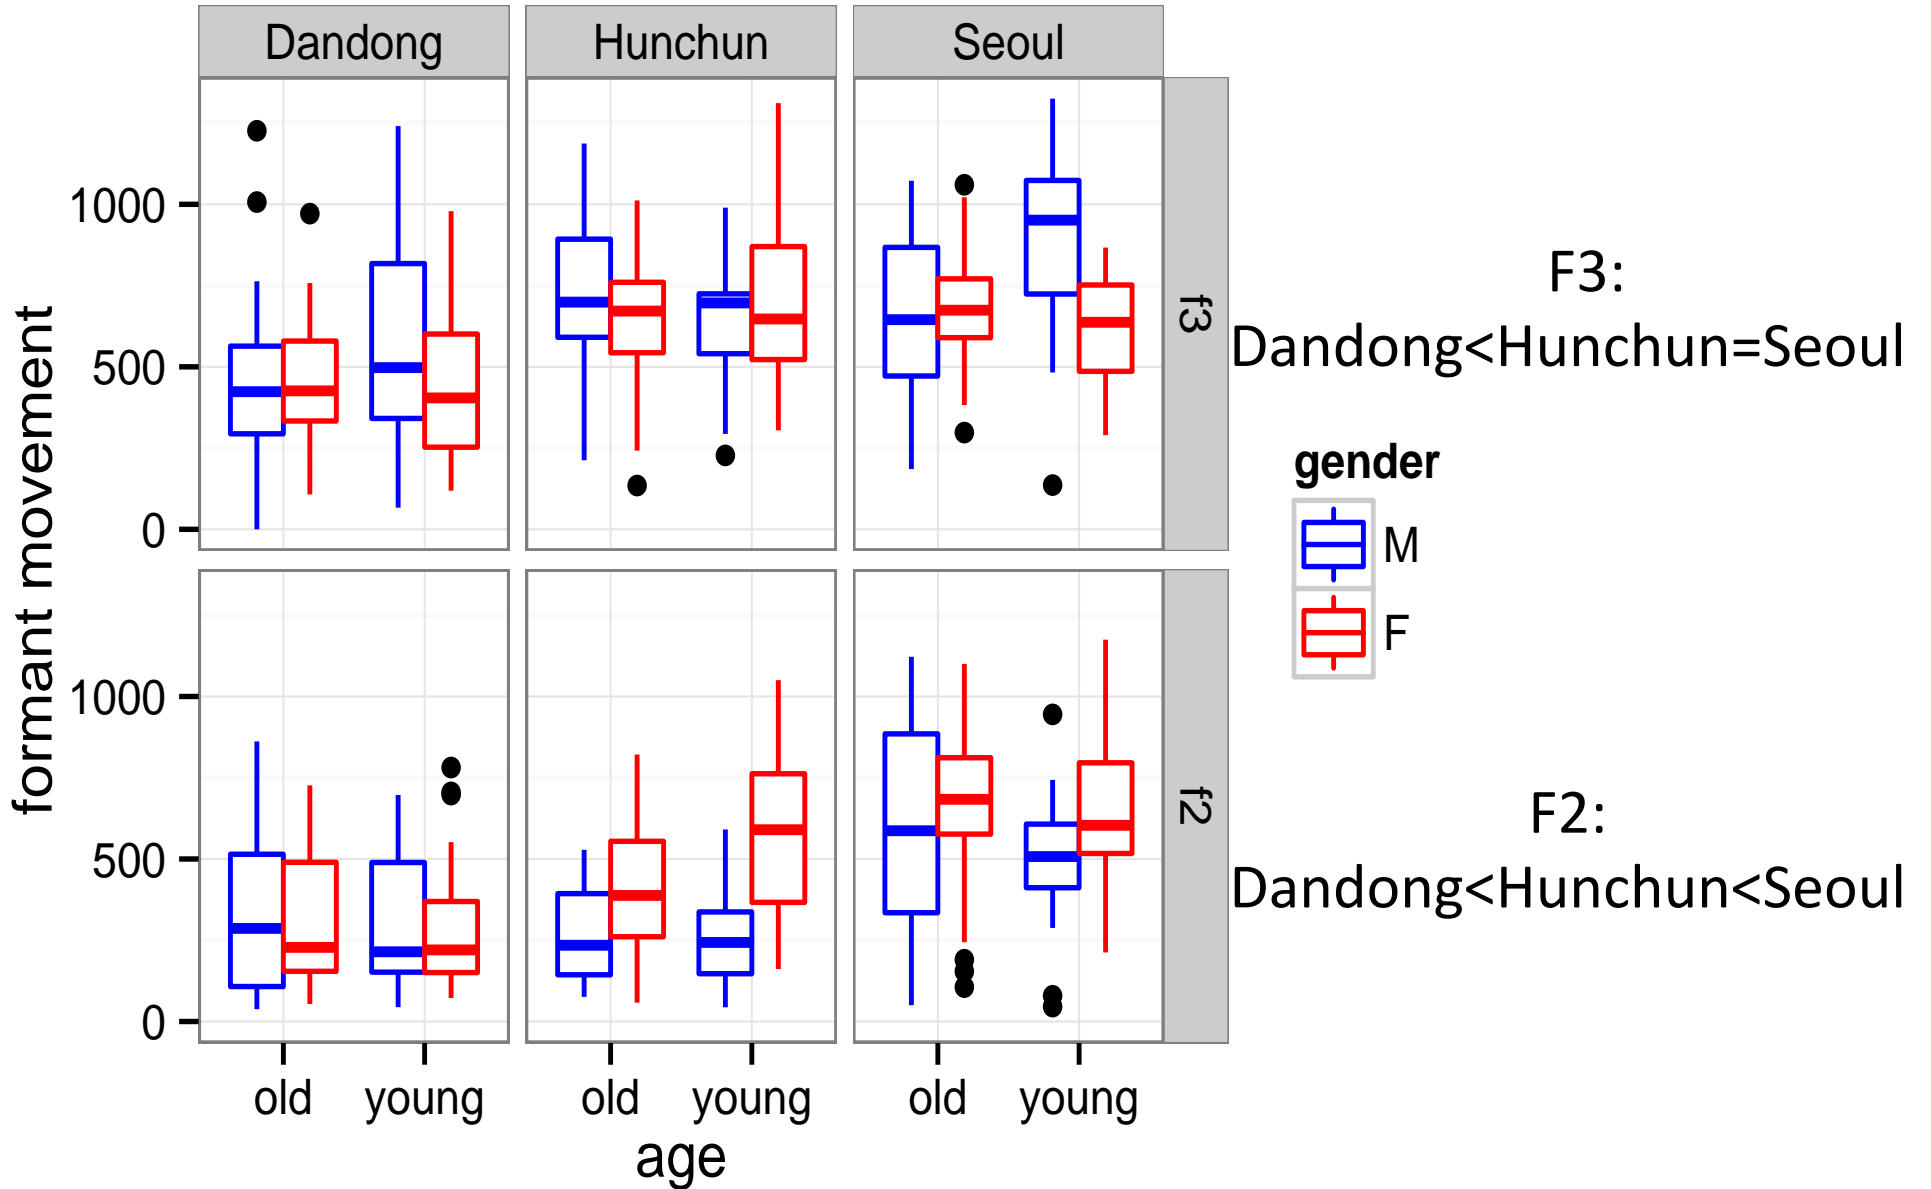 Dandong
Hunchun
Seoul
formant movement
1000
500
0
f3
F3:
Dandong<Hunchun=Seoul
gender
M
F
1000
500
0
f2
F2:
Dandong<Hunchun<Seoul
old
young
old
young
old
young
age